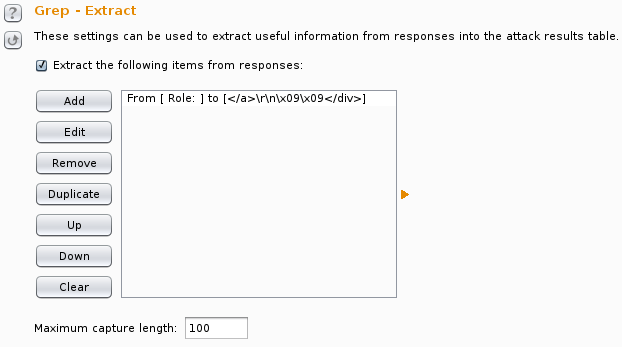 Grep - Extract
These settings can be used to extract useful information from responses into the attack results table.
Extract the following items from responses:
Add
From [ Role: ] to [</a>\r\n\x09\x09</div>]
Edit
Remove
Duplicate
Up
Down
Clear
Maximum capture length: 100